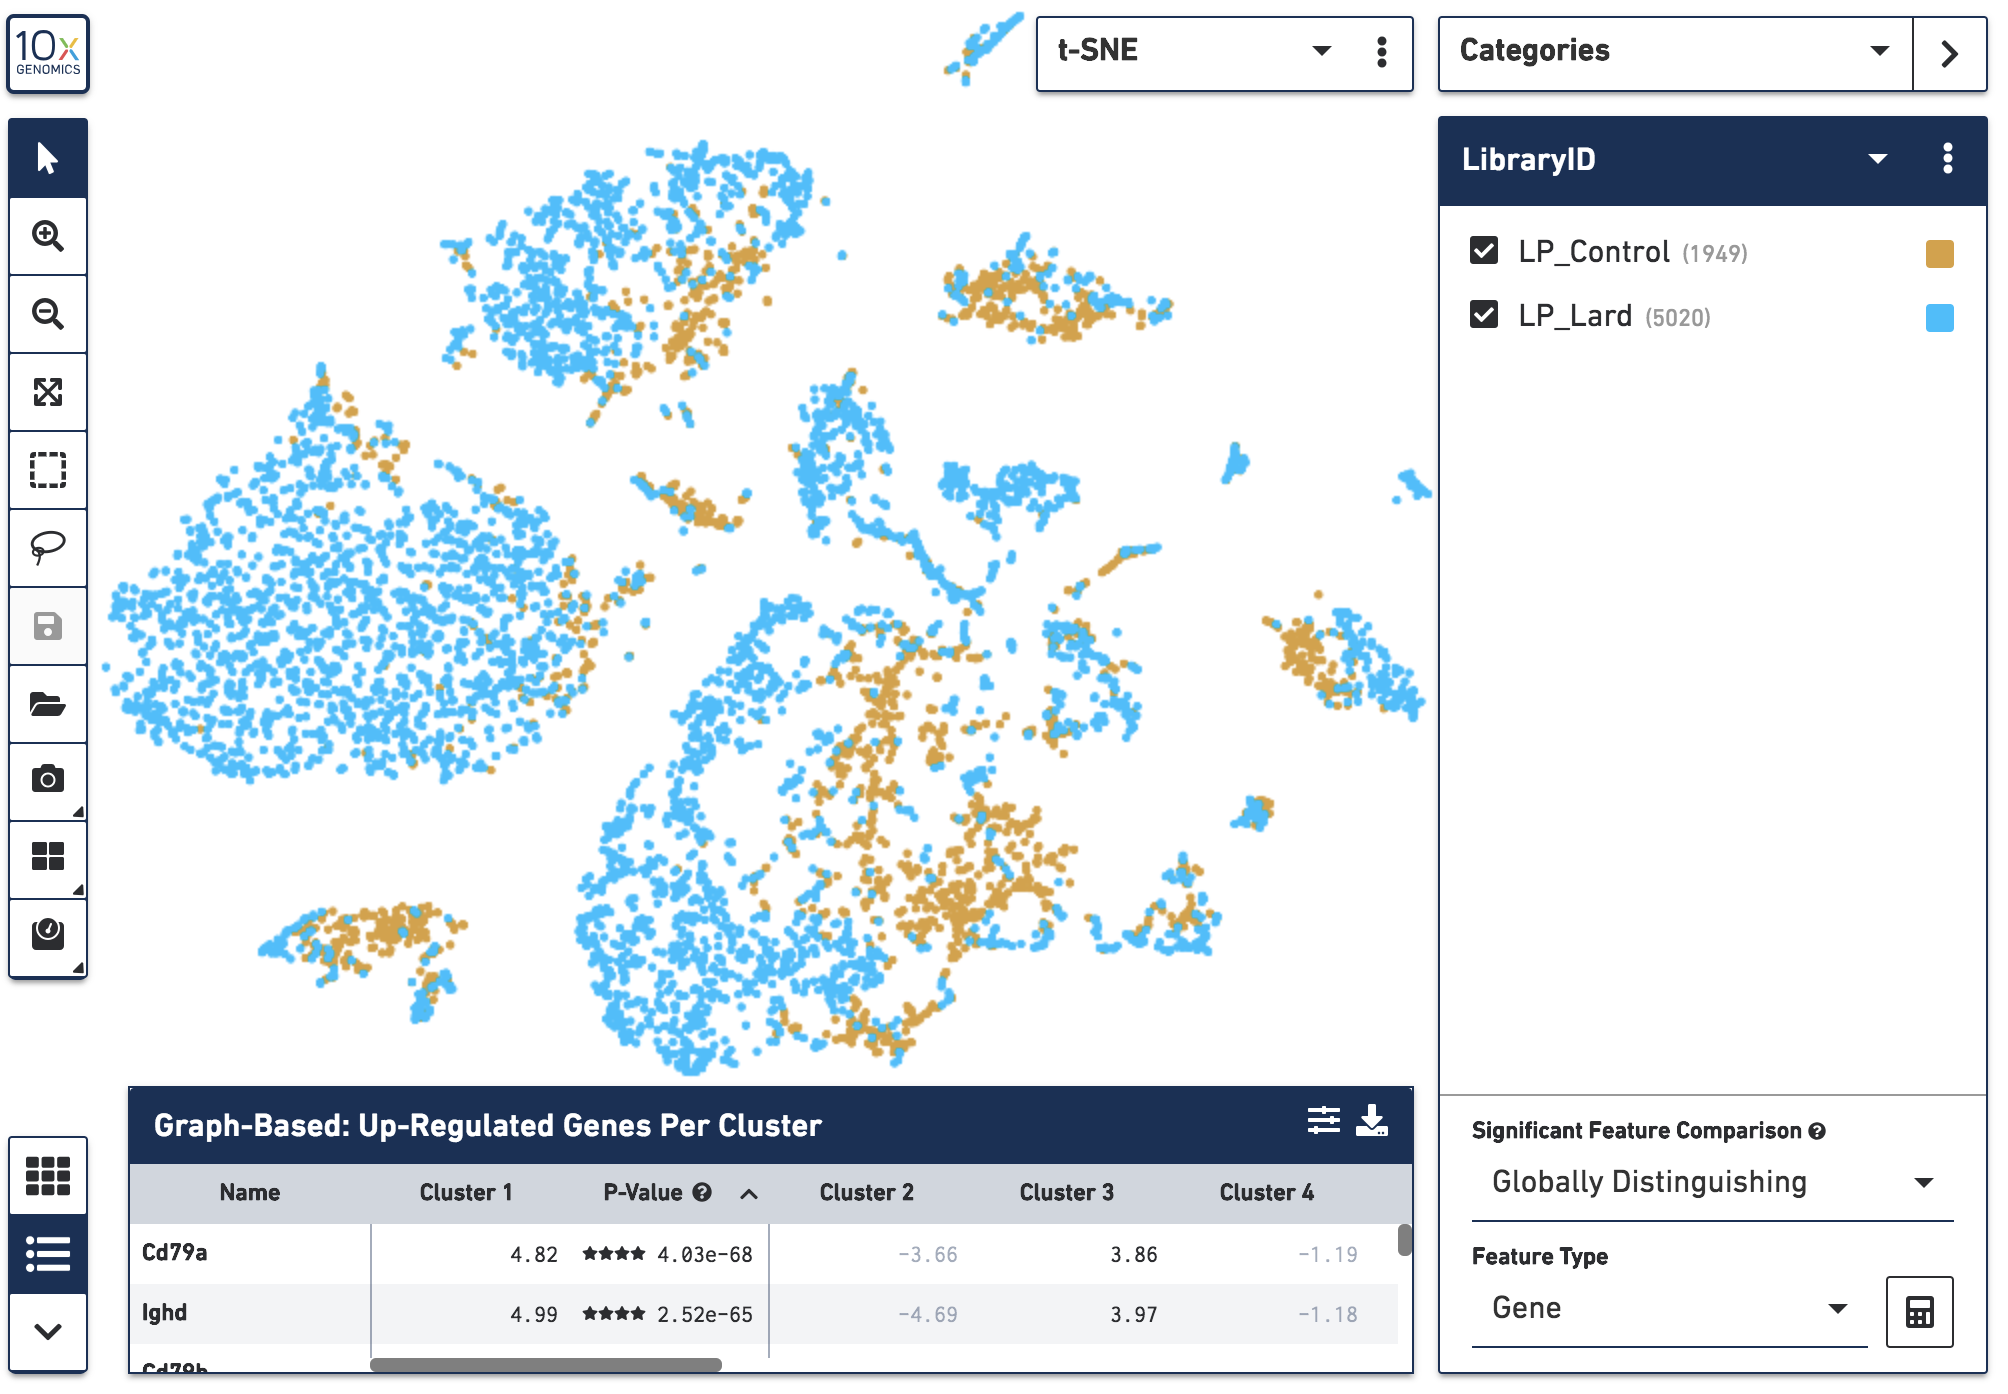 10x
GENOMICS
t-SNE
Categories
LibraryID
LP_Control (1949)
LP_Lard (5020)
Graph-Based: Up-Regulated Genes Per Cluster
Name Cluster 1 P-Value Cluster 2 Cluster 3 Cluster 4
Cd79a 4.82 ★★★★ 4.03e-68 -3.66 3.86 -1.19
Ighd 4.99 ★★★★ 2.52e-65 -4.69 3.97 -1.18
Cd79b
Significant Feature Comparison
Globally Distinguishing
Feature Type
Gene